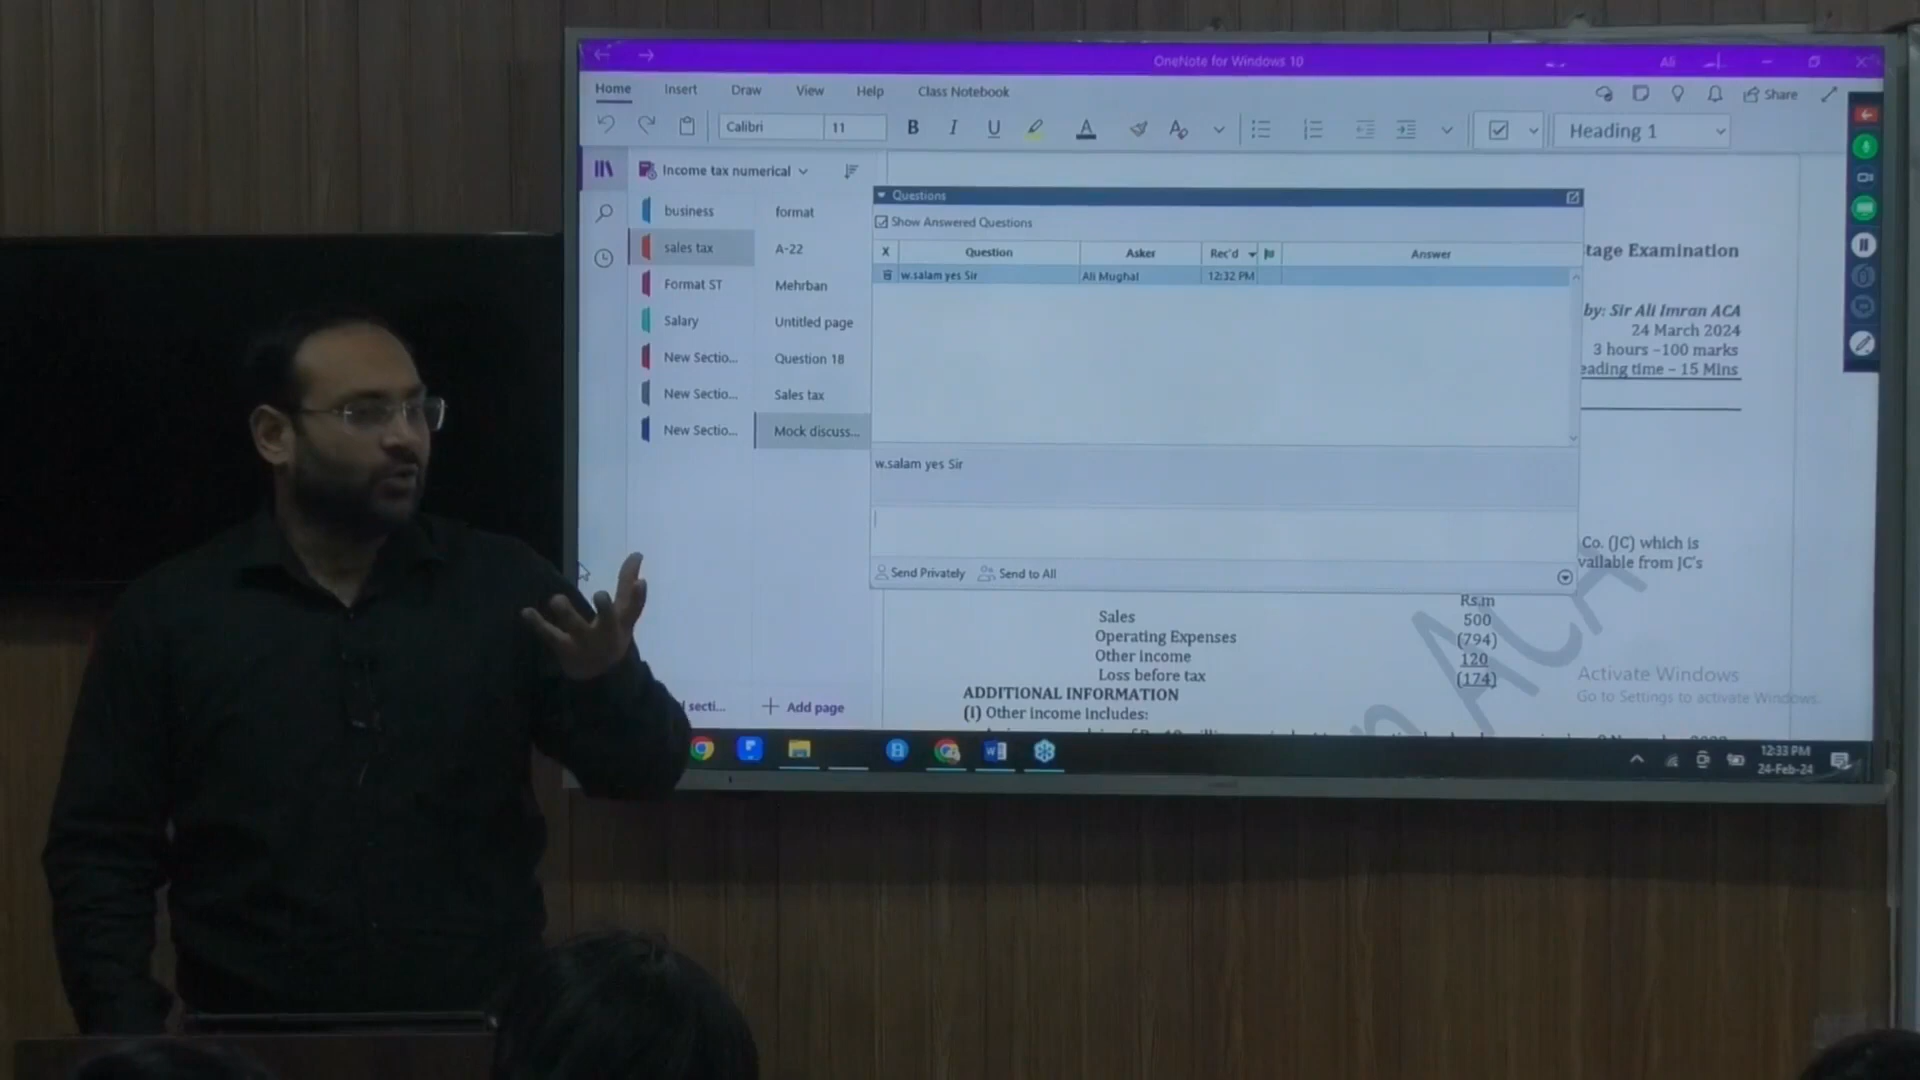 OneNote for Windows 10
Ali
Home Insert Draw View Help Class Notebook
Share
Calibri 11 B I U A Heading 1
Income tax numerical
business
sales tax
Format ST
Salary
New Sectio...
New Sectio...
New Sectio...
format
A-22
Mehrban
Untitled page
Question 18
Sales tax
Mock discuss...
secti...
Add page
Questions
Show Answered Questions
X Question Asker Rec'd Answer
w.salam yes Sir Ali Mughal 12:32 PM
w.salam yes Sir
Send Privately Send to All
tage Examination
by: Sir Ali Imran ACA
24 March 2024
3 hours –100 marks
eading time – 15 Mins
Co. (JC) which is
vailable from JC's
Rs.m
Sales 500
Operating Expenses (794)
Other income 120
Loss before tax (174)
ADDITIONAL INFORMATION
(i) Other income includes:
ACA
Activate Windows
Go to Settings to activate Windows.
12:33 PM
24-Feb-24